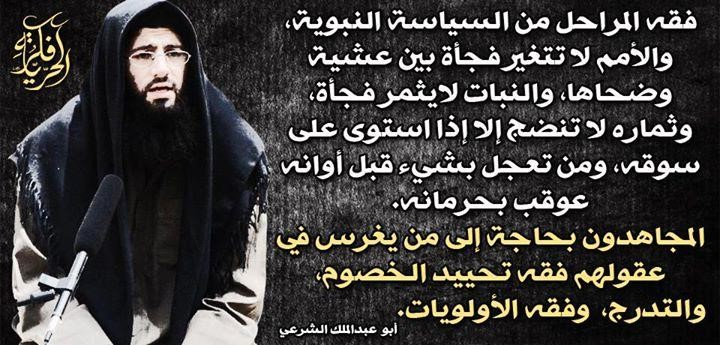 فقه المراحل من السياسة النبوية،
والأمم لا تتغير فجأة بين عشية
وضحاها، والنبات لايثمر فجأة،
وثماره لا تنضج إلا إذا استوى على
سوقه، ومن تعجل بشيء قبل أوانه
عوقب بحرمانه.
المجاهدون بحاجة إلى من يغرس في
عقولهم فقه تحييد الخصوم،
والتدرج، وفقه الأولويات.
أبو عبدالملك الشرعي